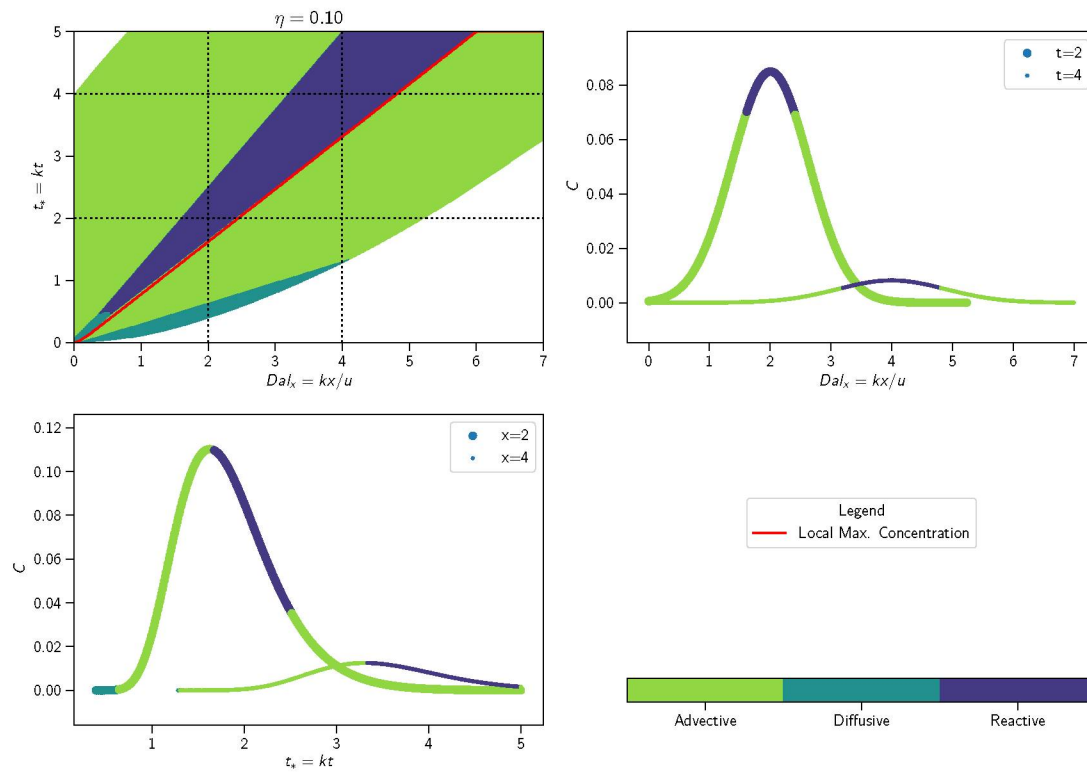 η = 0.10
5
4
3
2
1
0
t* = kt
0 1 2 3 4 5 6 7
DaI_x = kx/u
0.08
0.06
0.04
0.02
0.00
C
t=2
t=4
0 1 2 3 4 5 6 7
DaI_x = kx/u
0.12
0.10
0.08
0.06
0.04
0.02
0.00
C
x=2
x=4
1 2 3 4 5
t* = kt
Legend
Local Max. Concentration
Advective Diffusive Reactive